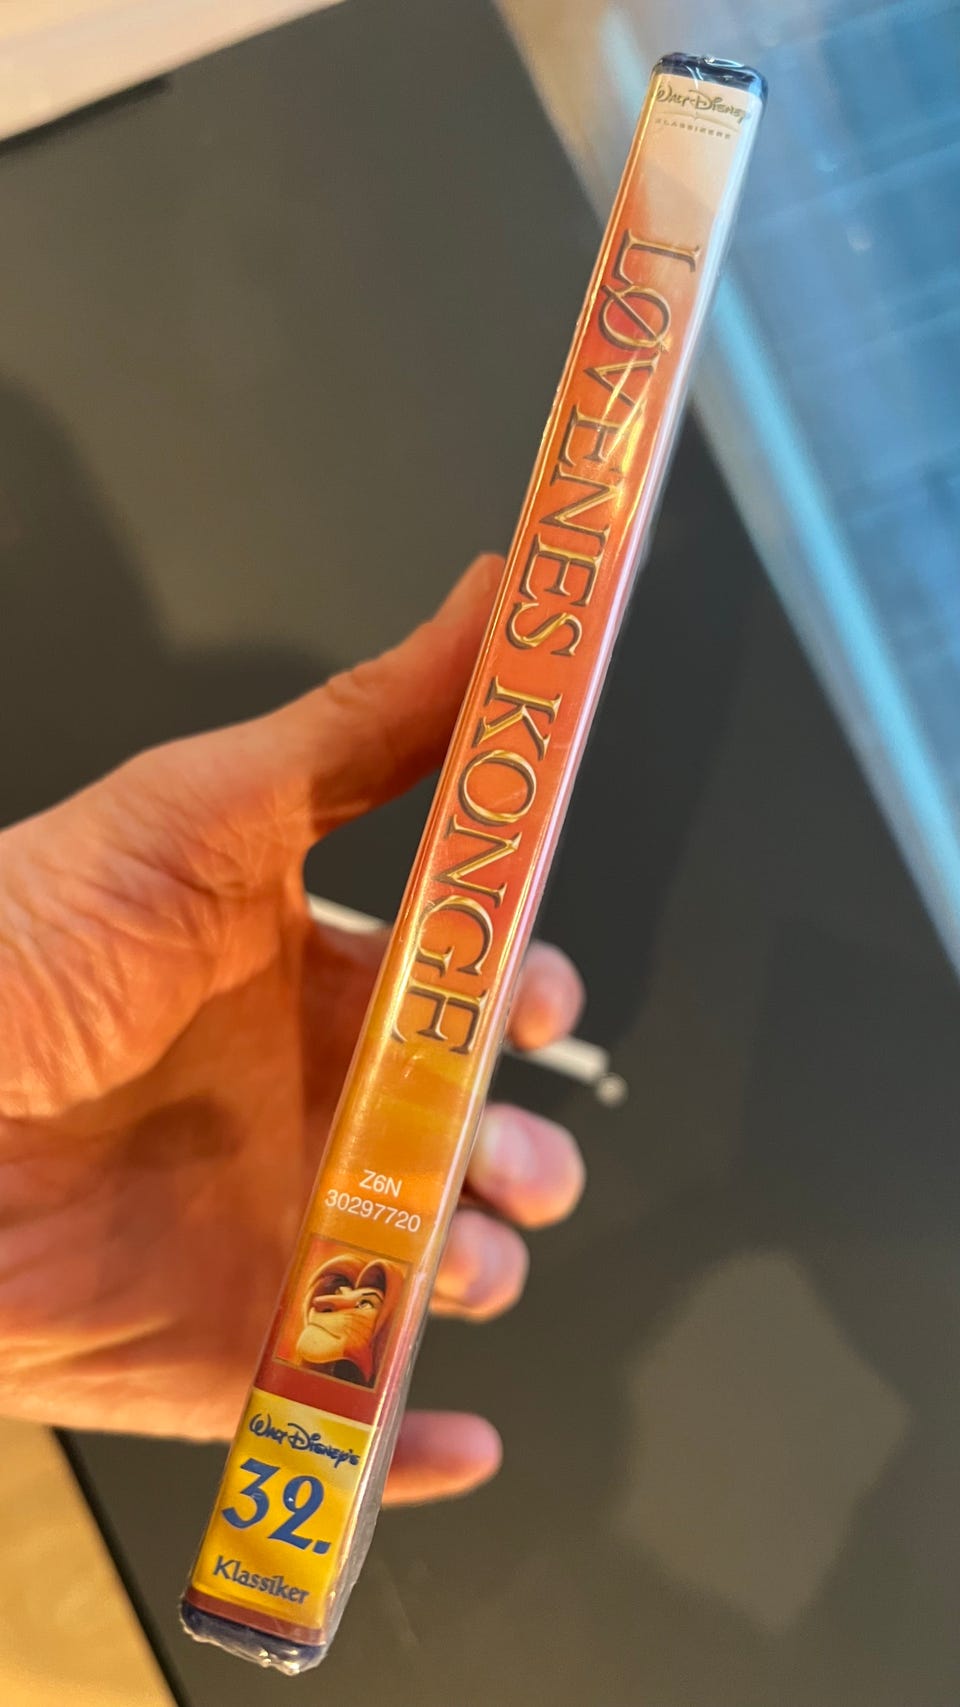 WALT DISNEY
KLASSIKERE
LØVENES KONGE
Z6N
30297720
Walt Disney's
32.
Klassiker